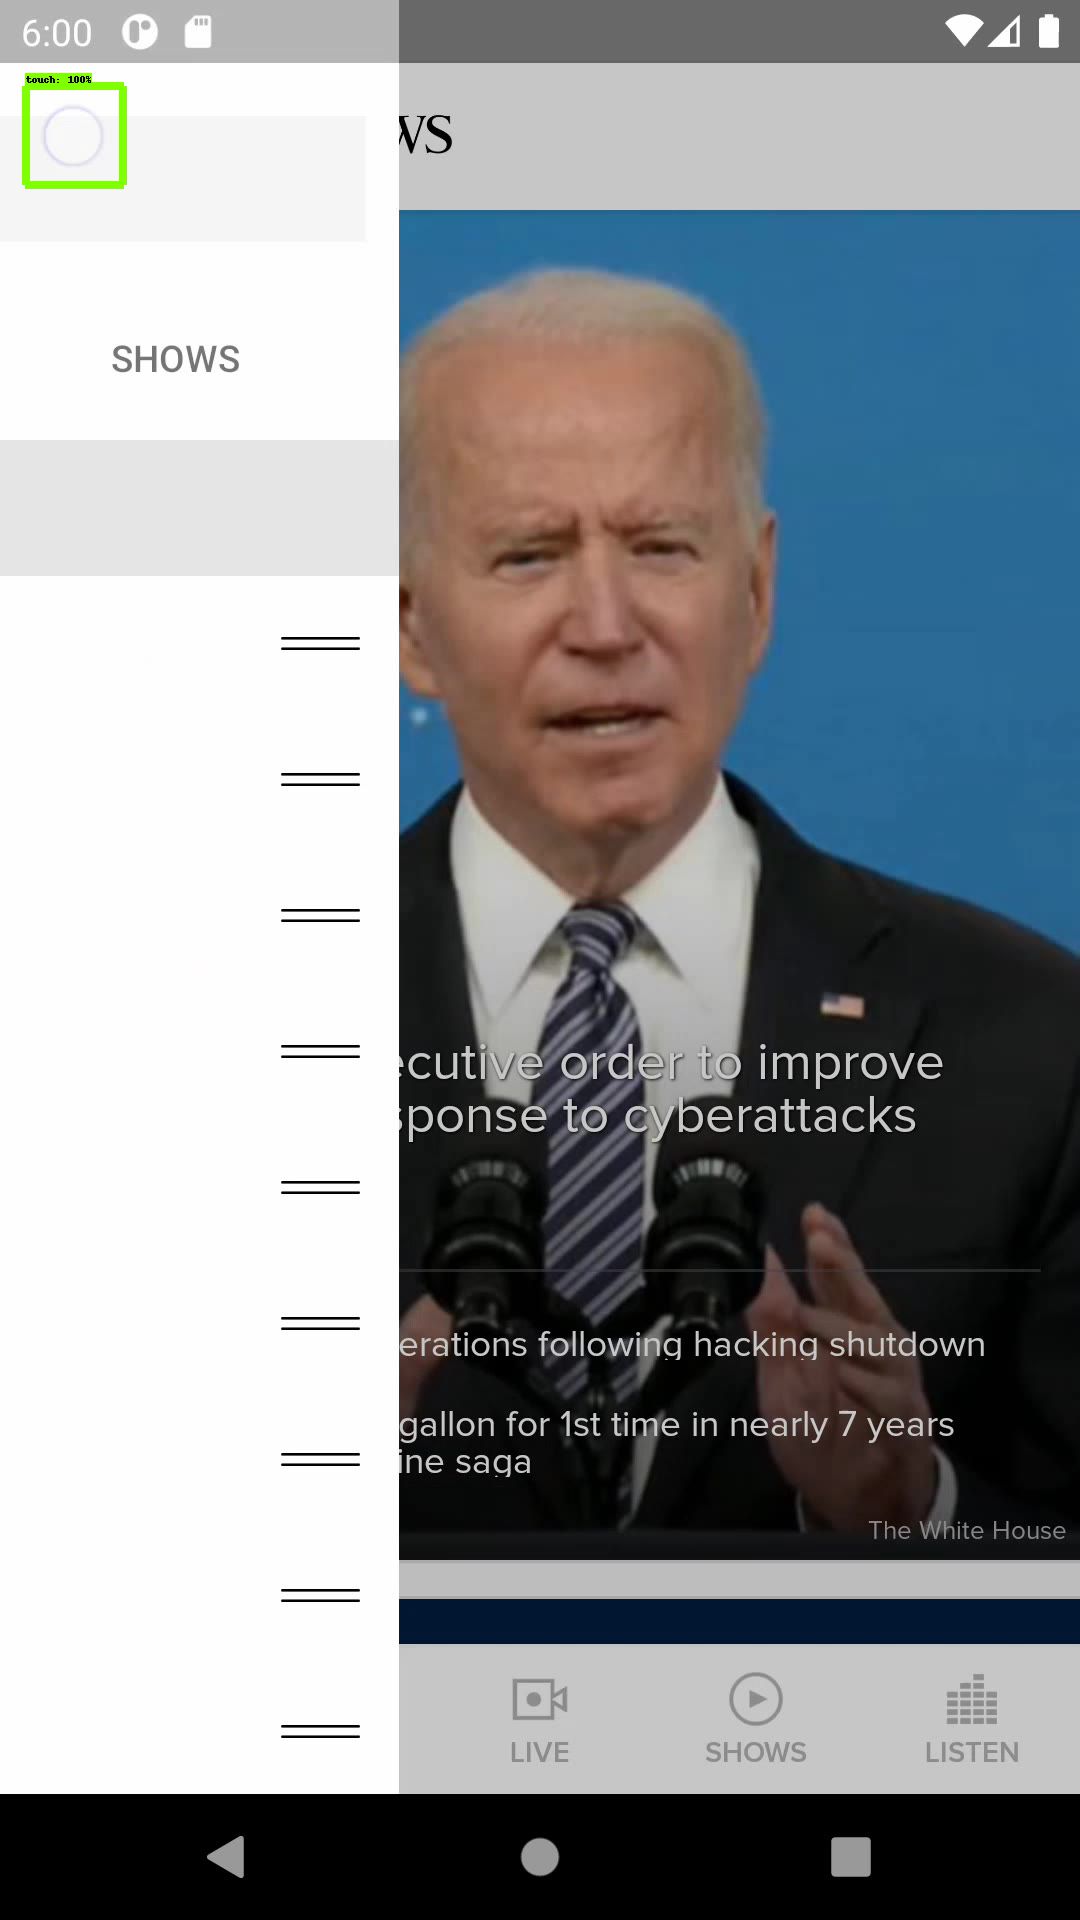 6:00
touch: 100%
WS
SHOWS
ecutive order to improve
sponse to cyberattacks
erations following hacking shutdown
gallon for 1st time in nearly 7 years
ine saga
The White House
LIVE
SHOWS
LISTEN